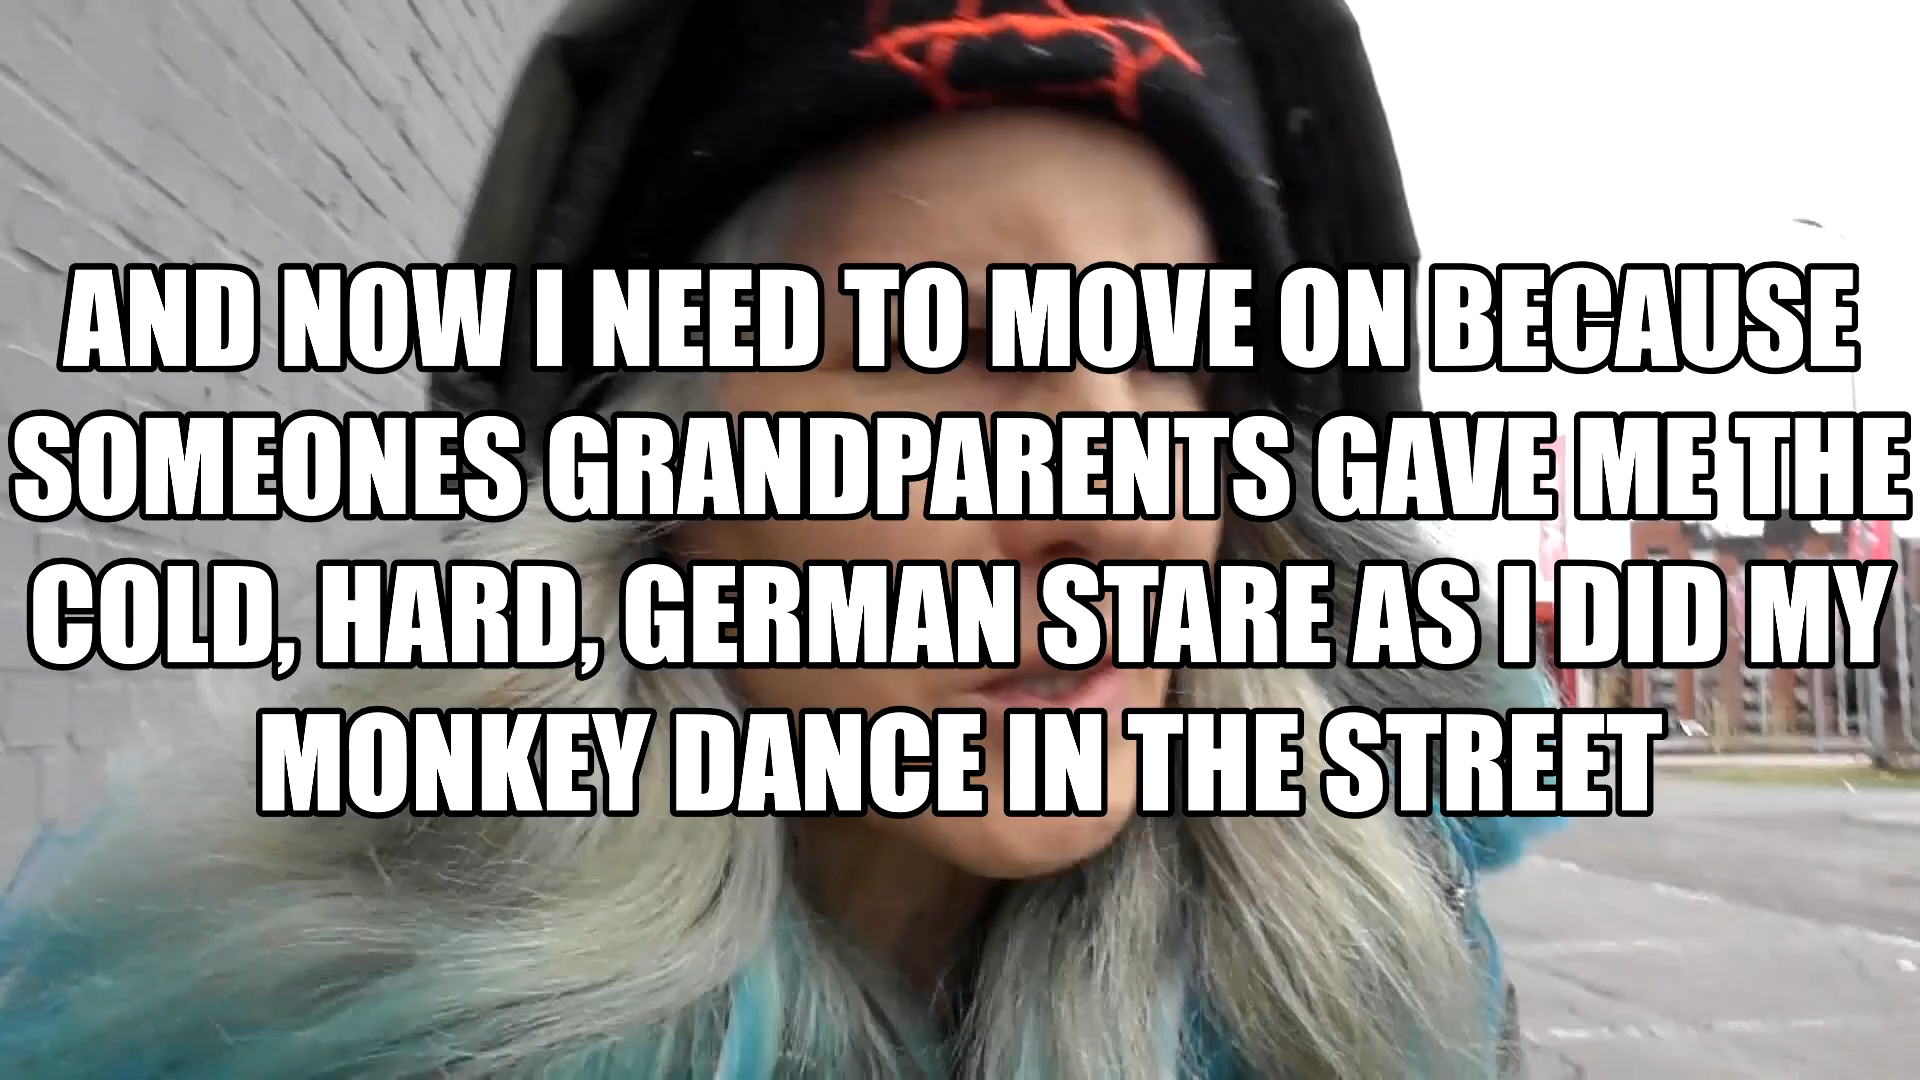 AND NOW I NEED TO MOVE ON BECAUSE
SOMEONES GRANDPARENTS GAVE ME THE
COLD, HARD, GERMAN STARE AS I DID MY
MONKEY DANCE IN THE STREET